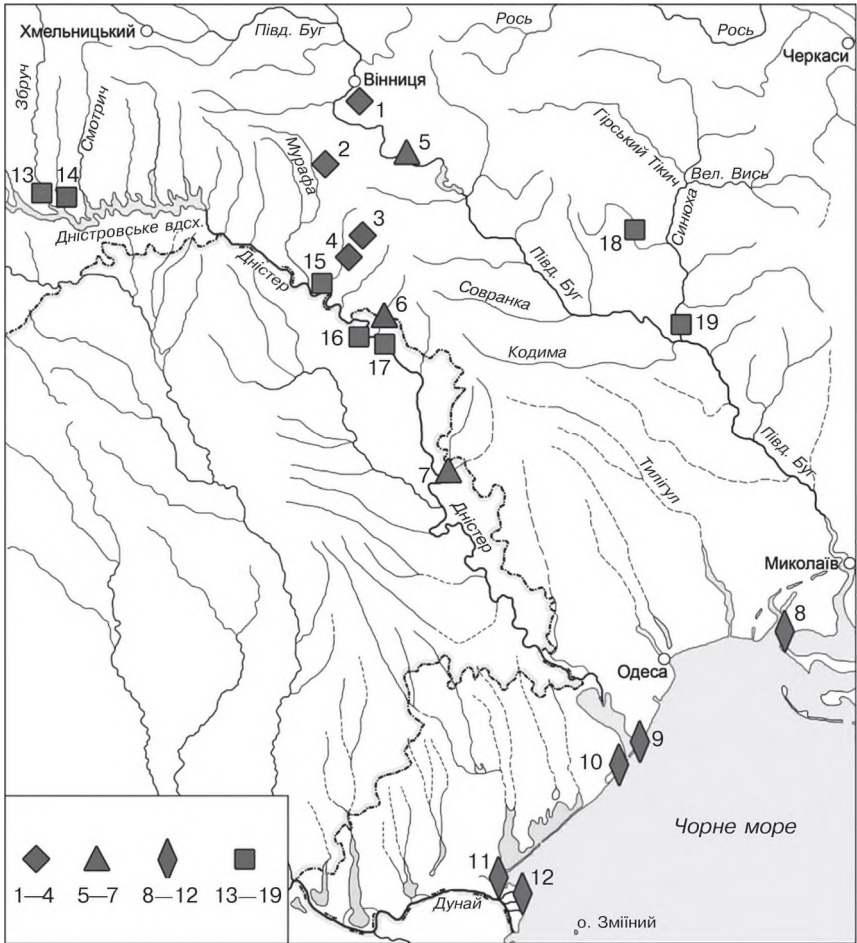 Хмельницький
Півд. Буг
Рось
Рось
Черкаси
Вінниця
Збруч
Смотрич
1
5
Мурафа
2
Гірський Тікич
Вел. Вись
13
14
Синюха
Дністровське вдсх.
3
4
18
Дністер
15
Півд. Буг
6
Совранка
19
16
17
Кодима
Півд. Буг
7
Тилігул
Дністер
Миколаїв
8
Одеса
9
10
Чорне море
11
12
1—4
5—7
8—12
13—19
Дунай
о. Зміїний